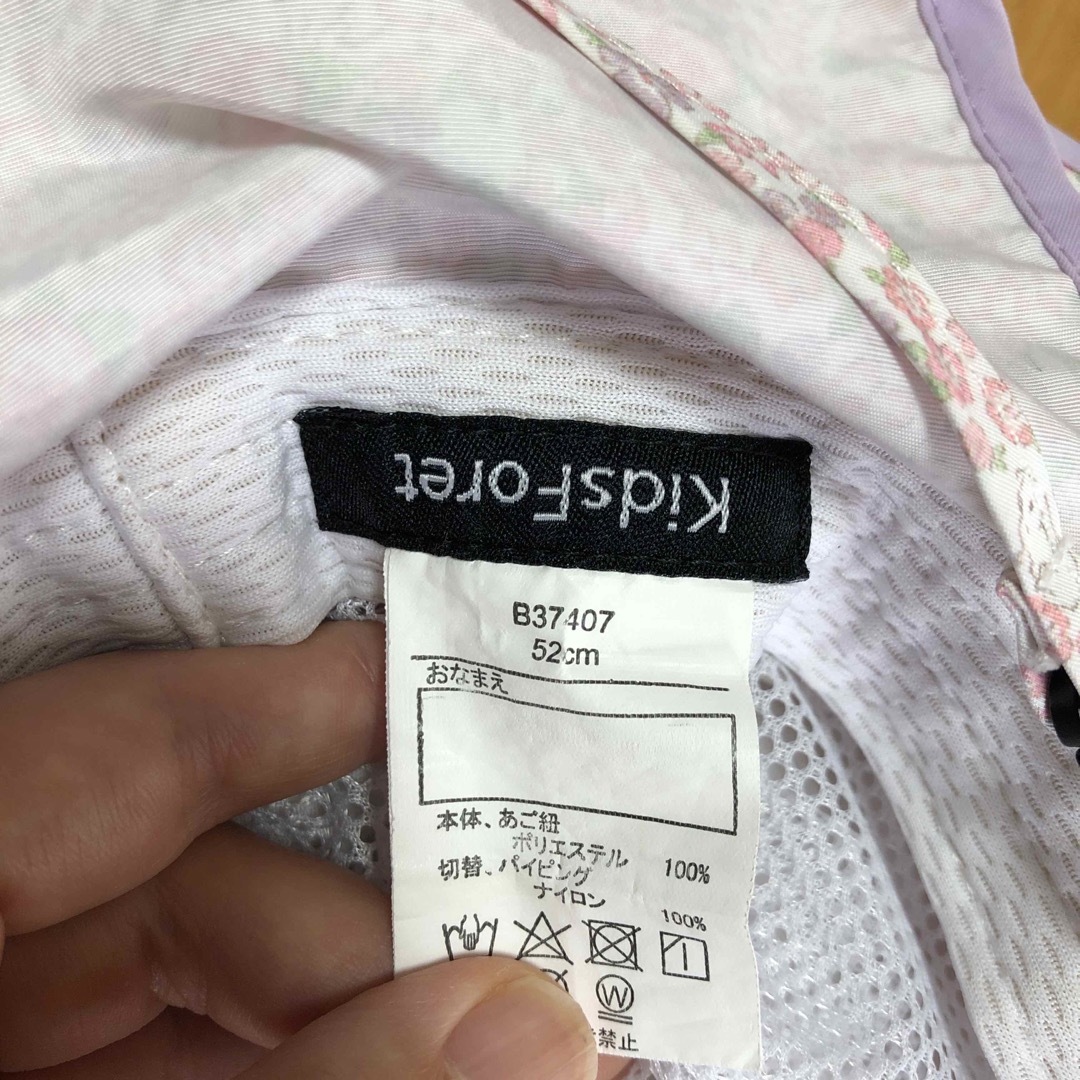 KidsForet
B37407
52cm
おなまえ
本体、あご紐
ポリエステル 100%
切替、パイピング
ナイロン 100%
W
禁止